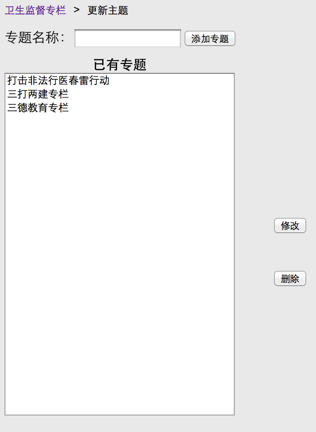 卫生监督专栏 > 更新主题
专题名称： 添加专题
已有专题
打击非法行医春雷行动
三打两建专栏
三德教育专栏
修改
删除